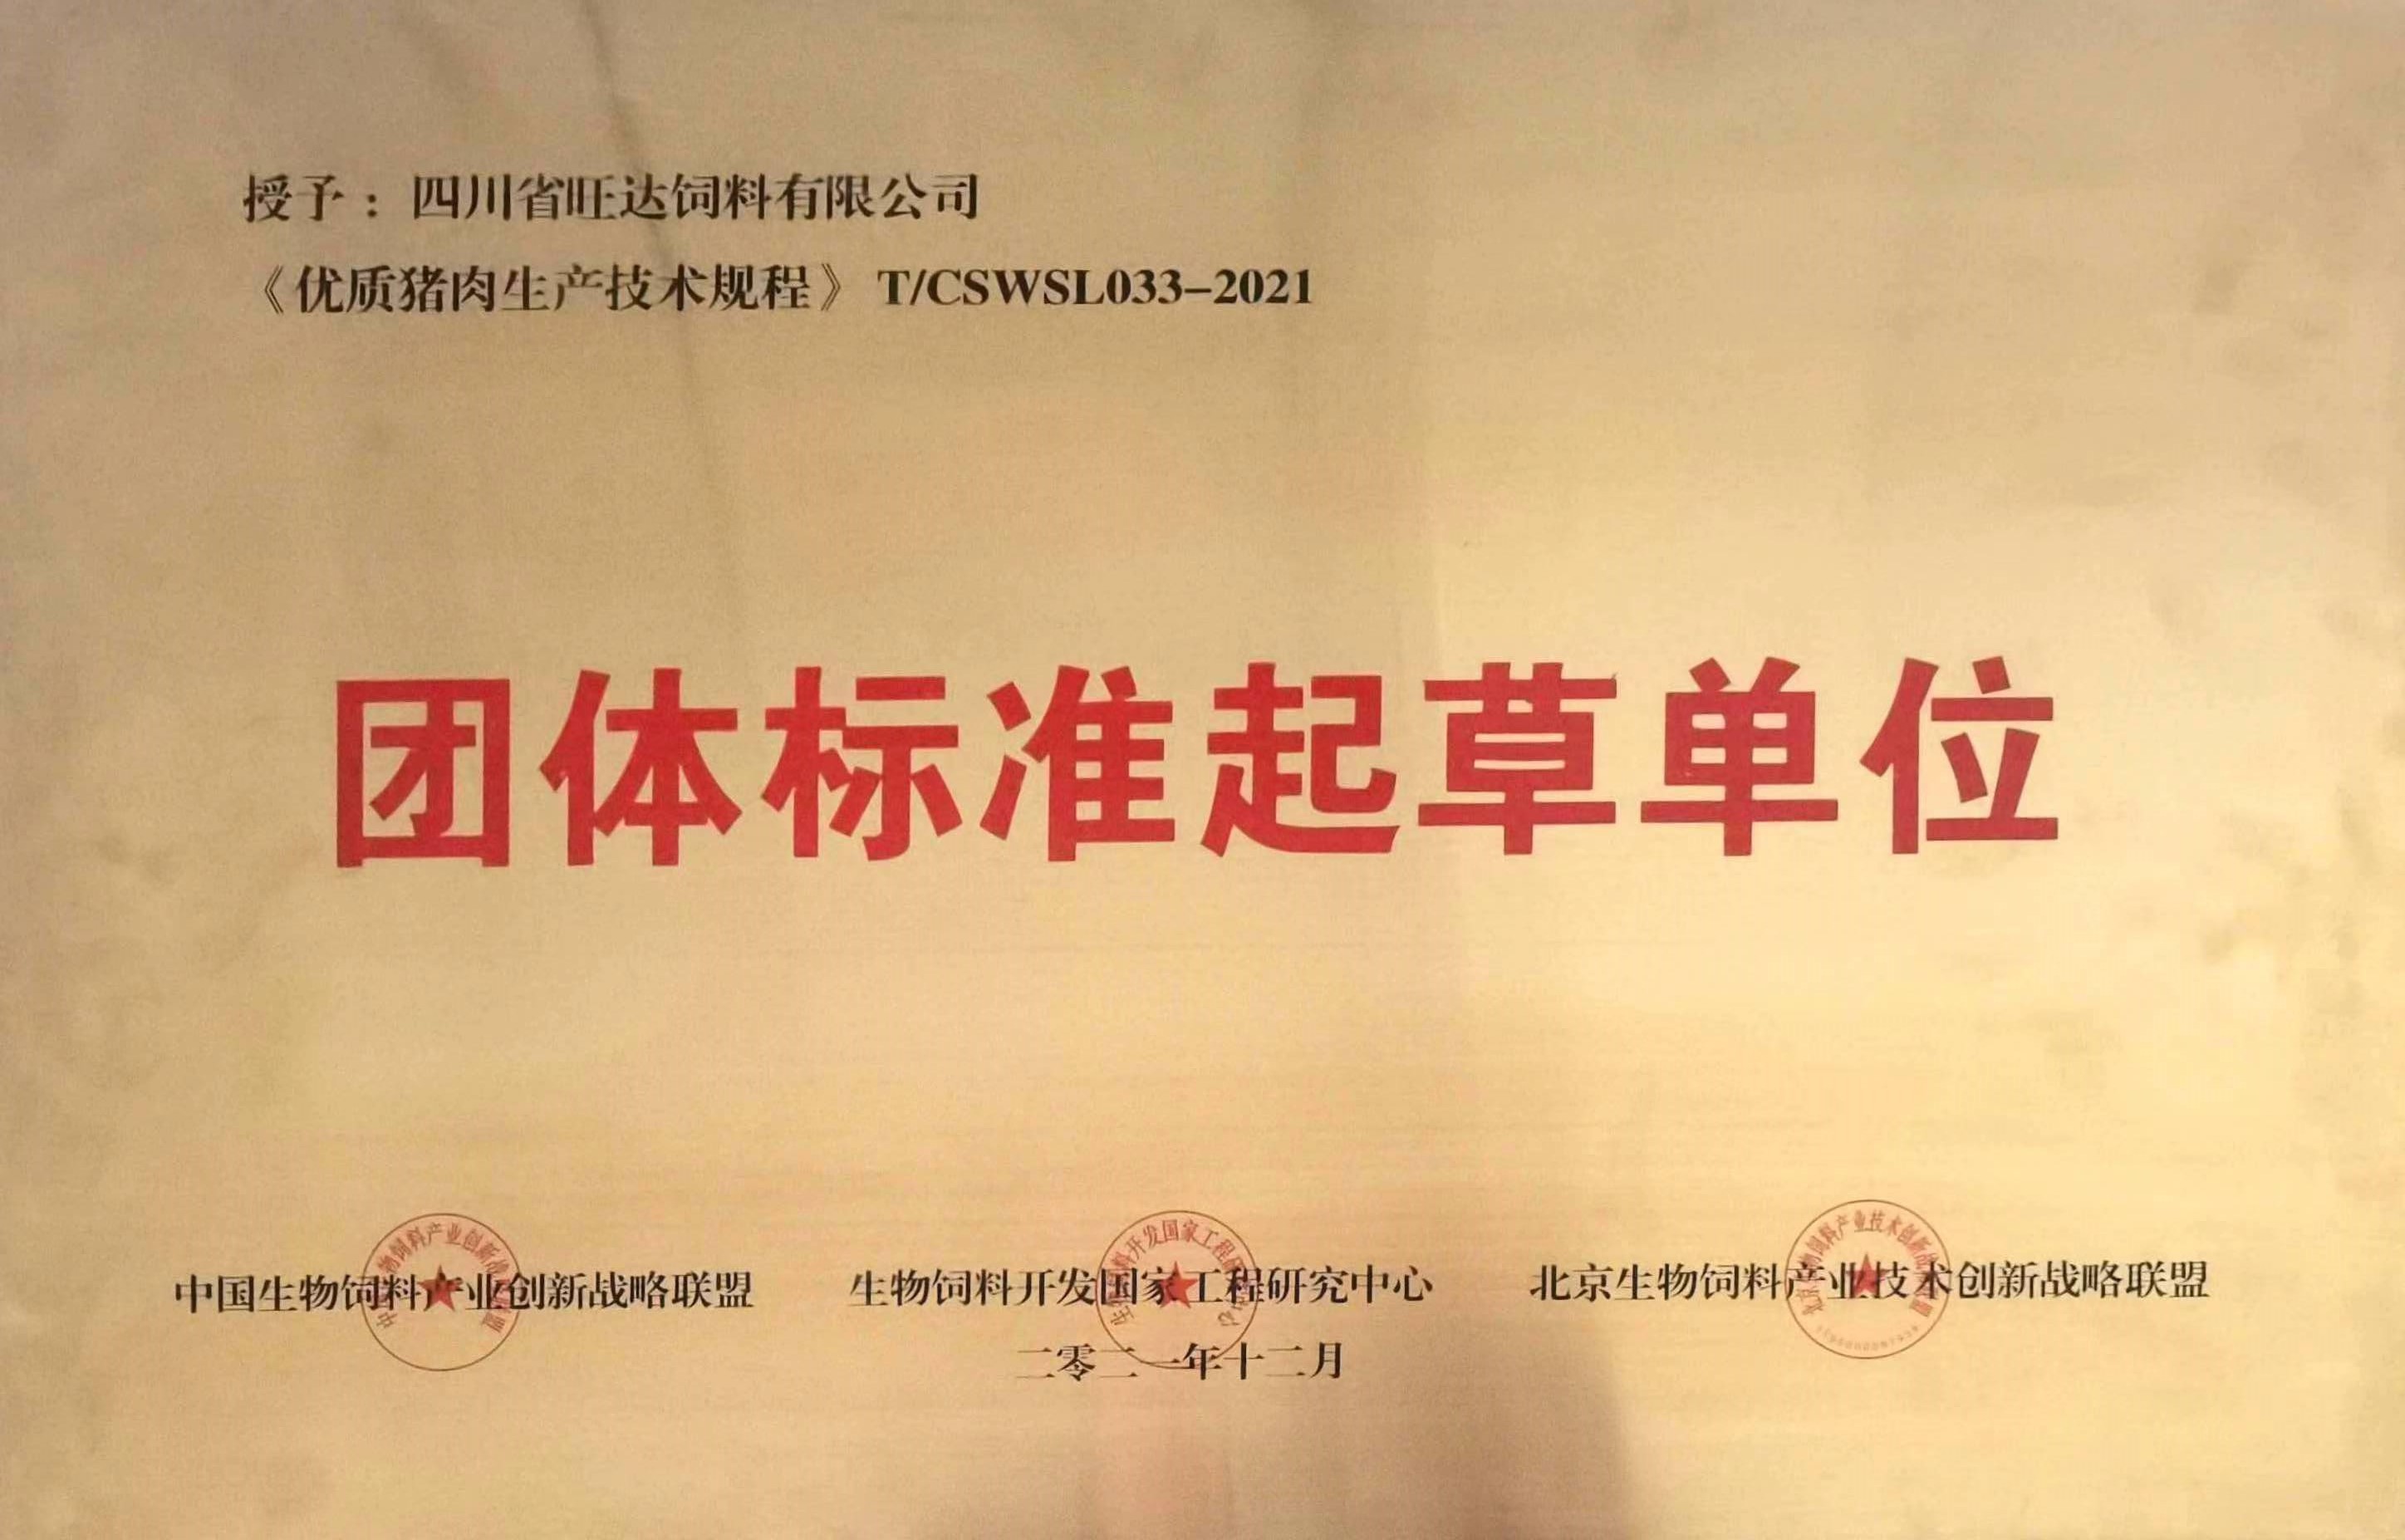 授予：四川省旺达饲料有限公司
《优质猪肉生产技术规程》T/CSWSL033-2021
团体标准起草单位
中国生物饲料产业创新战略联盟 生物饲料开发国家工程研究中心 北京生物饲料产业技术创新战略联盟
二零二一年十二月